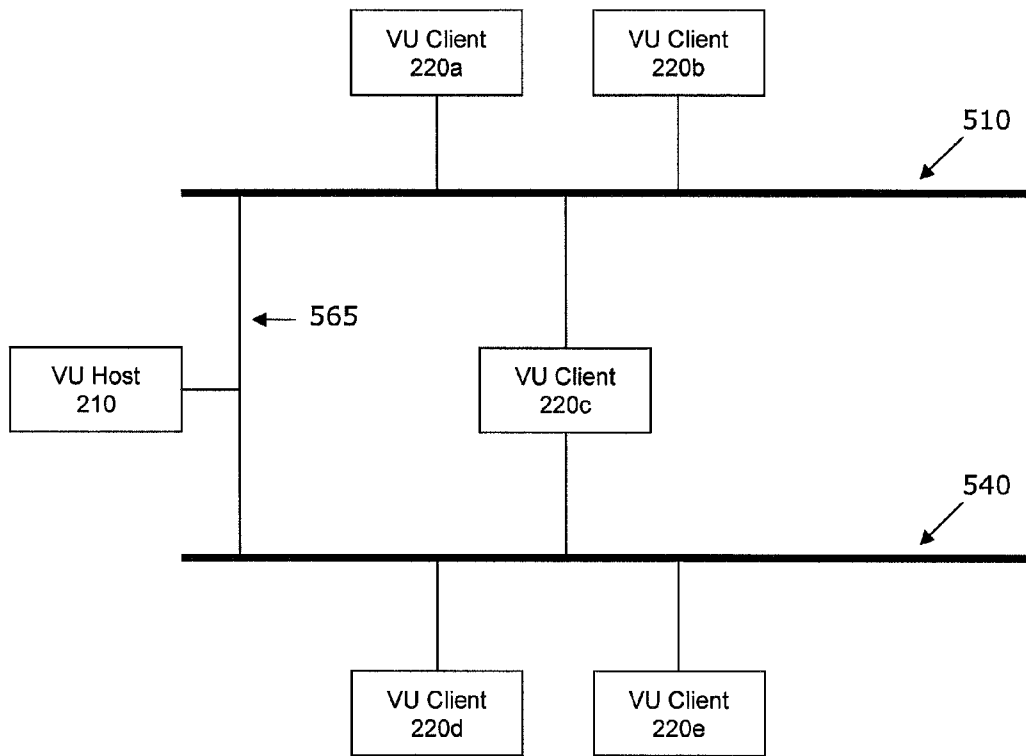 VU Client
220a
VU Client
220b
510
565
VU Host
210
VU Client
220c
540
VU Client
220d
VU Client
220e